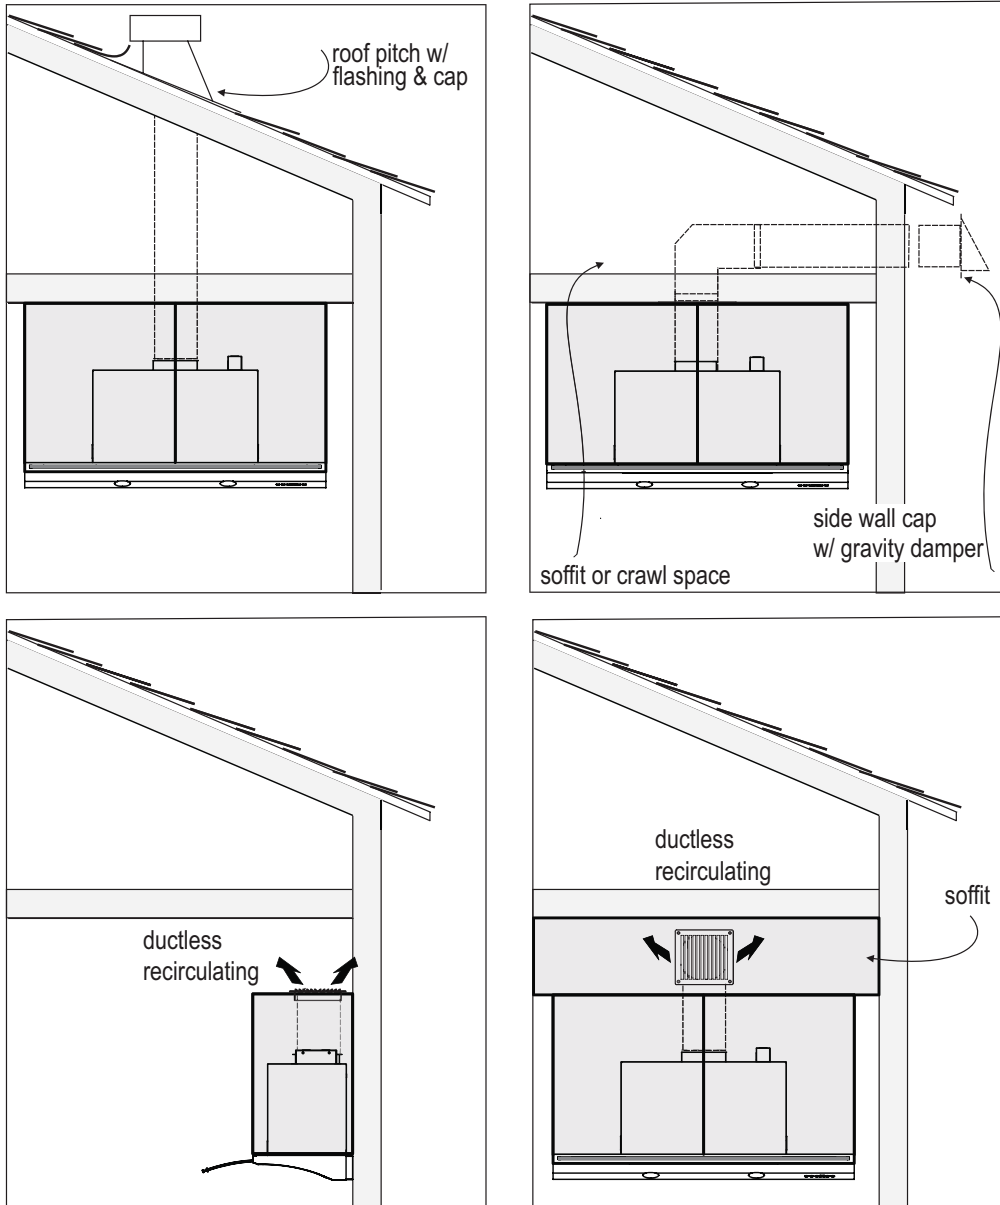 roof pitch w/
flashing & cap
side wall cap
w/ gravity damper
soffit or crawl space
ductless
recirculating
ductless
recirculating
soffit